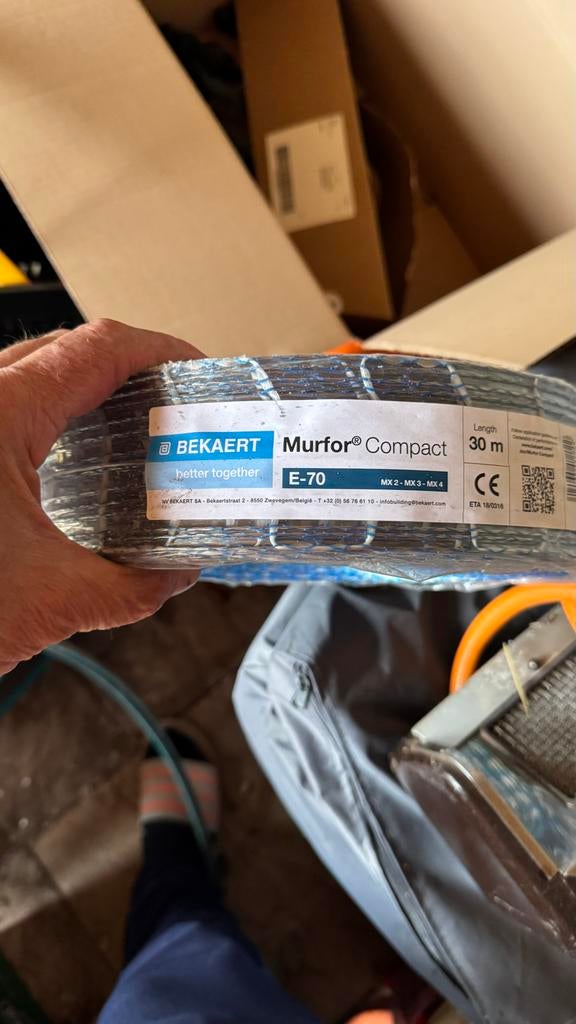 BEKAERT
better together
Murfor® Compact
E-70
MX 2 - MX 3 - MX 4
NV BEKAERT SA - Bekaertstraat 2 - 8550 Zwevegem/België - T +32 (0) 56 76 61 10 - infobuilding@bekaert.com
Length
30 m
CE
ETA 18/0316